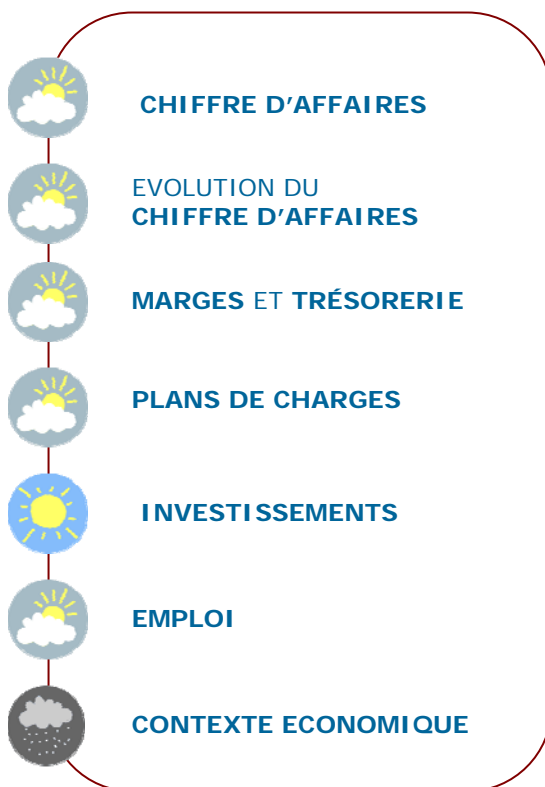 CHIFFRE D’AFFAIRES
EVOLUTION DU
CHIFFRE D’AFFAIRES
MARGES ET TRÉSORERIE
PLANS DE CHARGES
INVESTISSEMENTS
EMPLOI
CONTEXTE ECONOMIQUE